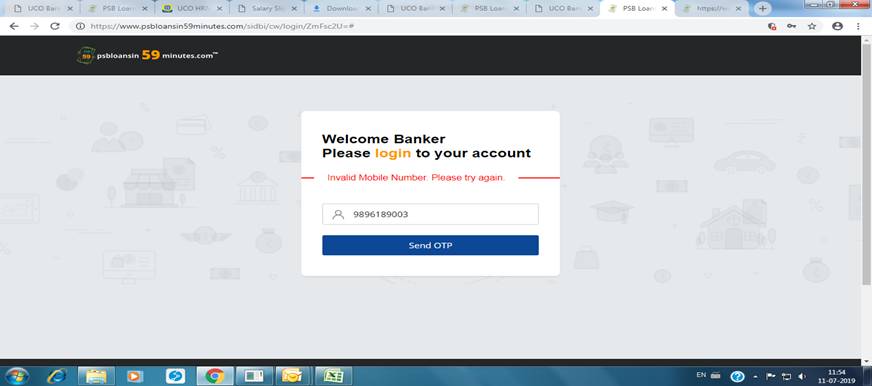 UCO Ban
PSB Loan
UCO HRM
Salary Sli
Downloa
UCO Ban
PSB Loan
UCO Ban
PSB Loan
https://w
https://www.psbloansin59minutes.com/sidbi/cw/login/ZmFsc2U=#
psbloansin 59 minutes.com™
Welcome Banker
Please login to your account
Invalid Mobile Number. Please try again.
9896189003
Send OTP
EN
11:54
11-07-2019